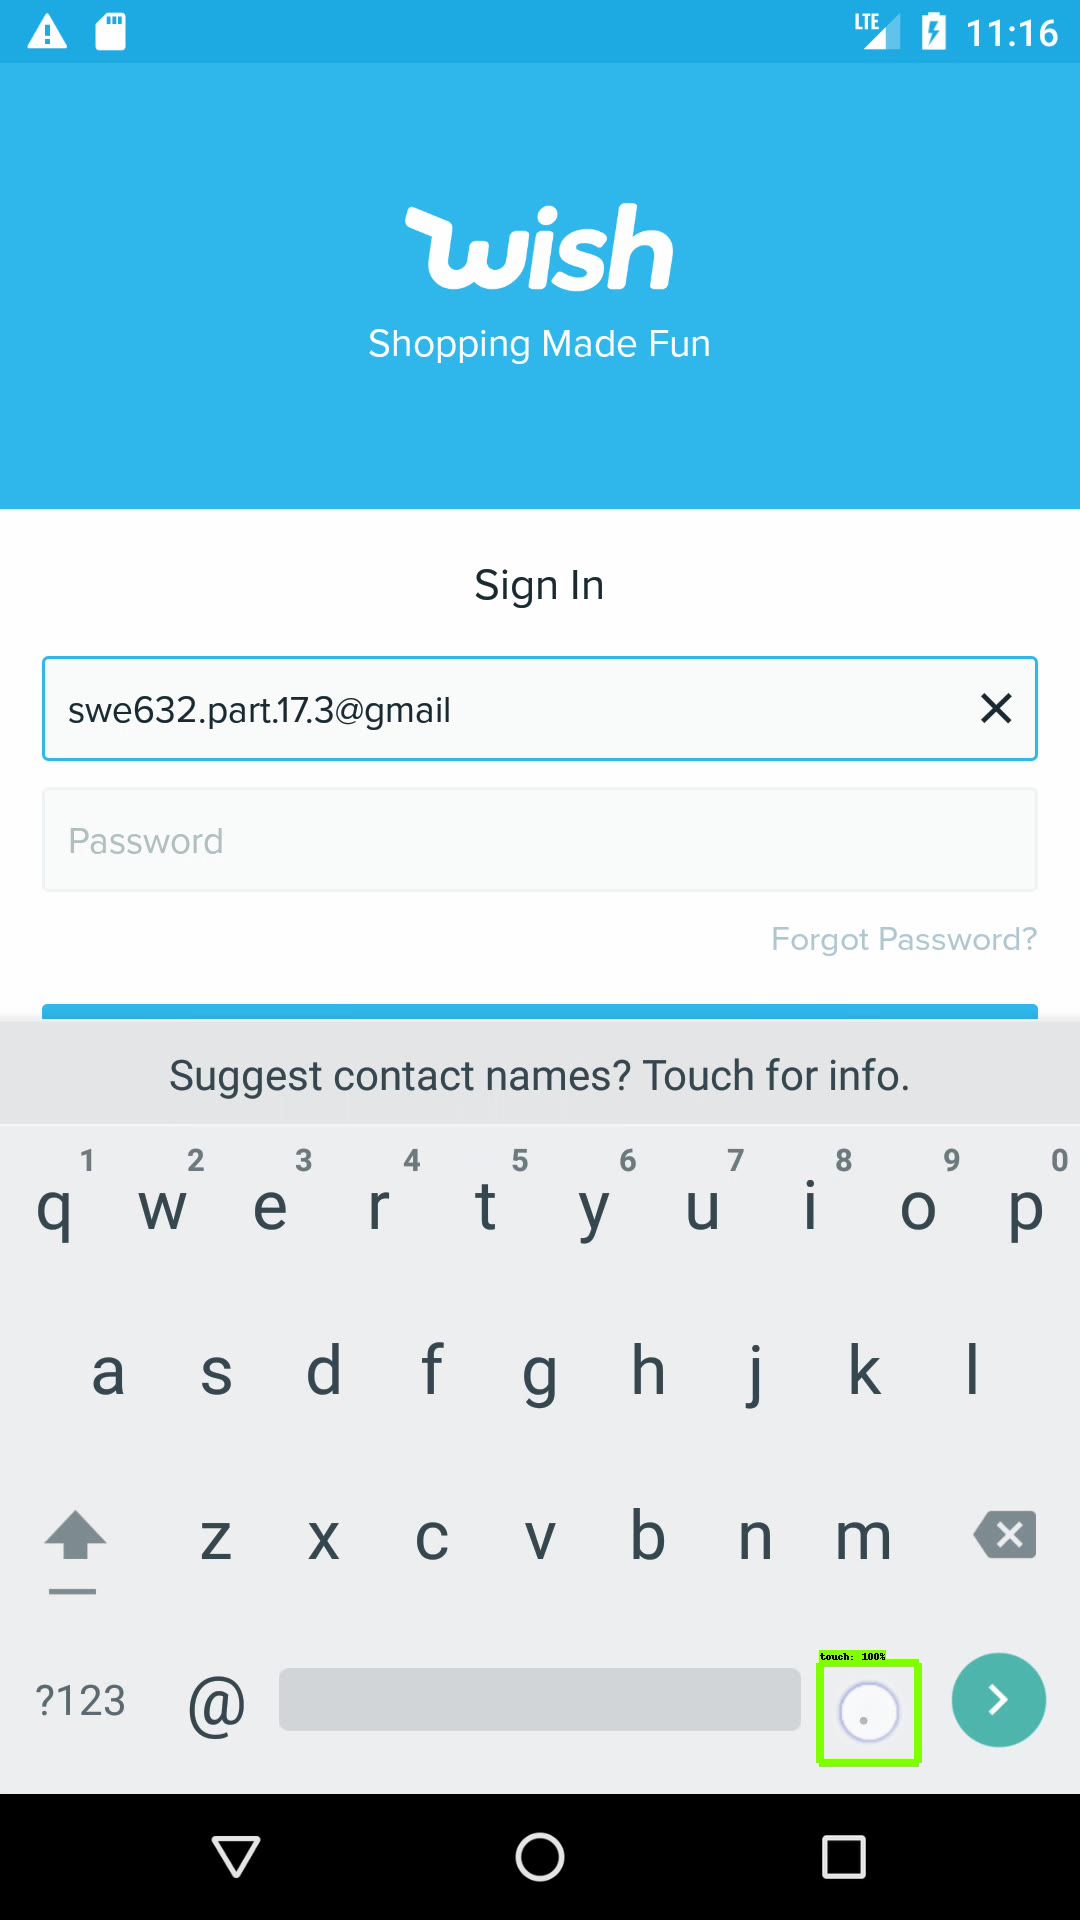 LTE 11:16
wish
Shopping Made Fun
Sign In
swe632.part.17.3@gmail
Password
Forgot Password?
Suggest contact names? Touch for info.
1 2 3 4 5 6 7 8 9 0
q w e r t y u i o p
a s d f g h j k l
z x c v b n m
touch: 100%
?123 @ .